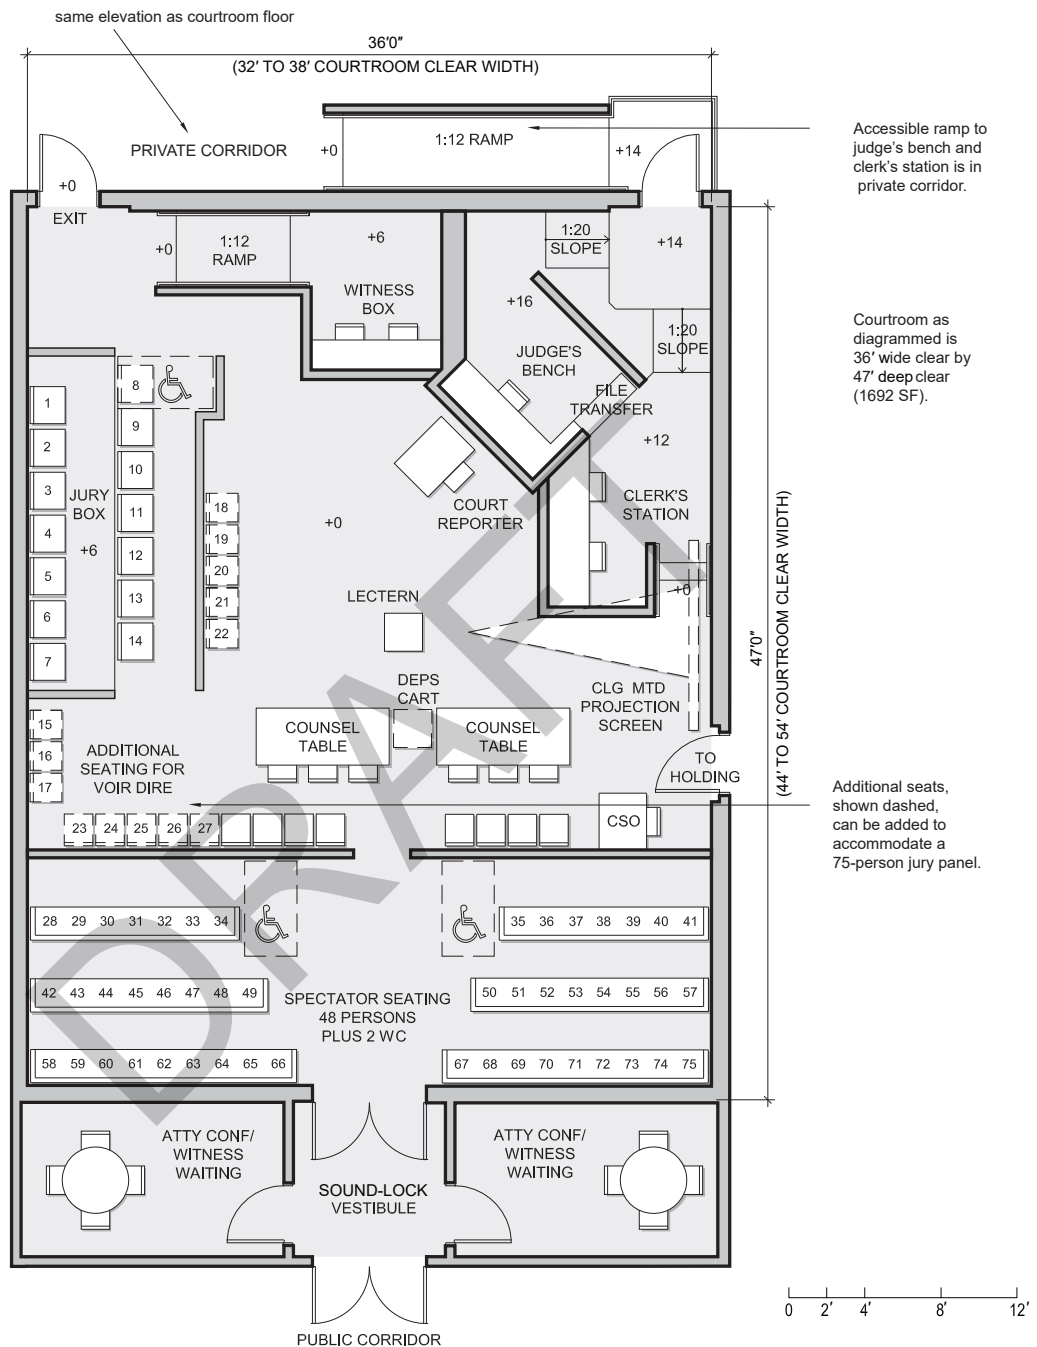 same elevation as courtroom floor
36'0"
(32' TO 38' COURTROOM CLEAR WIDTH)
PRIVATE CORRIDOR
+0
1:12 RAMP
+14
Accessible ramp to
judge's bench and
clerk's station is in
private corridor.
+0
EXIT
+0
1:12
RAMP
+6
WITNESS
BOX
1:20
SLOPE
+14
+16
JUDGE'S
BENCH
1:20
SLOPE
FILE
TRANSFER
+12
Courtroom as
diagrammed is
36' wide clear by
47' deep clear
(1692 SF).
1
2
3
4
5
6
7
JURY
BOX
+6
8
9
10
11
12
13
14
18
19
20
21
22
+0
COURT
REPORTER
CLERK'S
STATION
LECTERN
+0
DEPS
CART
CLG MTD
PROJECTION
SCREEN
47'0"
(44' TO 54' COURTROOM CLEAR WIDTH)
15
16
17
ADDITIONAL
SEATING FOR
VOIR DIRE
COUNSEL
TABLE
COUNSEL
TABLE
TO
HOLDING
CSO
Additional seats,
shown dashed,
can be added to
accommodate a
75-person jury panel.
23 24 25 26 27
28 29 30 31 32 33 34
35 36 37 38 39 40 41
42 43 44 45 46 47 48 49
50 51 52 53 54 55 56 57
SPECTATOR SEATING
48 PERSONS
PLUS 2 WC
58 59 60 61 62 63 64 65 66
67 68 69 70 71 72 73 74 75
ATTY CONF/
WITNESS
WAITING
SOUND-LOCK
VESTIBULE
ATTY CONF/
WITNESS
WAITING
PUBLIC CORRIDOR
0 2' 4' 8' 12'
DRAFT